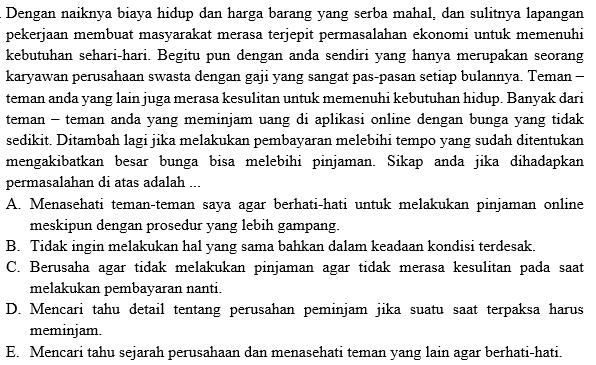 Dengan naiknya biaya hidup dan harga barang yang serba mahal, dan sulitnya lapangan
pekerjaan membuat masyarakat merasa terjepit permasalahan ekonomi untuk memenuhi
kebutuhan sehari-hari. Begitu pun dengan anda sendiri yang hanya merupakan seorang
karyawan perusahaan swasta dengan gaji yang sangat pas-pasan setiap bulannya. Teman –
teman anda yang lain juga merasa kesulitan untuk memenuhi kebutuhan hidup. Banyak dari
teman – teman anda yang meminjam uang di aplikasi online dengan bunga yang tidak
sedikit. Ditambah lagi jika melakukan pembayaran melebihi tempo yang sudah ditentukan
mengakibatkan besar bunga bisa melebihi pinjaman. Sikap anda jika dihadapkan
permasalahan di atas adalah ...
A. Menasehati teman-teman saya agar berhati-hati untuk melakukan pinjaman online
meskipun dengan prosedur yang lebih gampang.
B. Tidak ingin melakukan hal yang sama bahkan dalam keadaan kondisi terdesak.
C. Berusaha agar tidak melakukan pinjaman agar tidak merasa kesulitan pada saat
melakukan pembayaran nanti.
D. Mencari tahu detail tentang perusahan peminjam jika suatu saat terpaksa harus
meminjam.
E. Mencari tahu sejarah perusahaan dan menasehati teman yang lain agar berhati-hati.